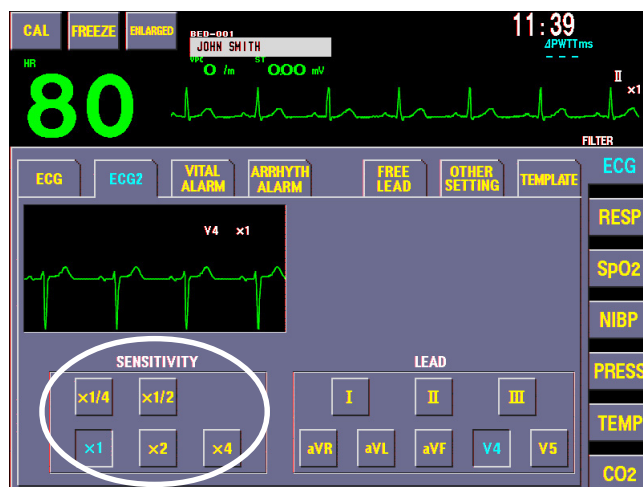 CAL FREEZE ENLARGED
BED-001
JOHN SMITH
11:39
ΔPWTTms
---
HR
80
VPC 0 /m ST 0.00 mV
II
×1
FILTER
ECG ECG2 VITAL ALARM ARRHYTH ALARM FREE LEAD OTHER SETTING TEMPLATE
ECG
RESP
SpO2
NIBP
PRESS
TEMP
CO2
V4 ×1
SENSITIVITY
×1/4 ×1/2
×1 ×2 ×4
LEAD
I II III
aVR aVL aVF V4 V5